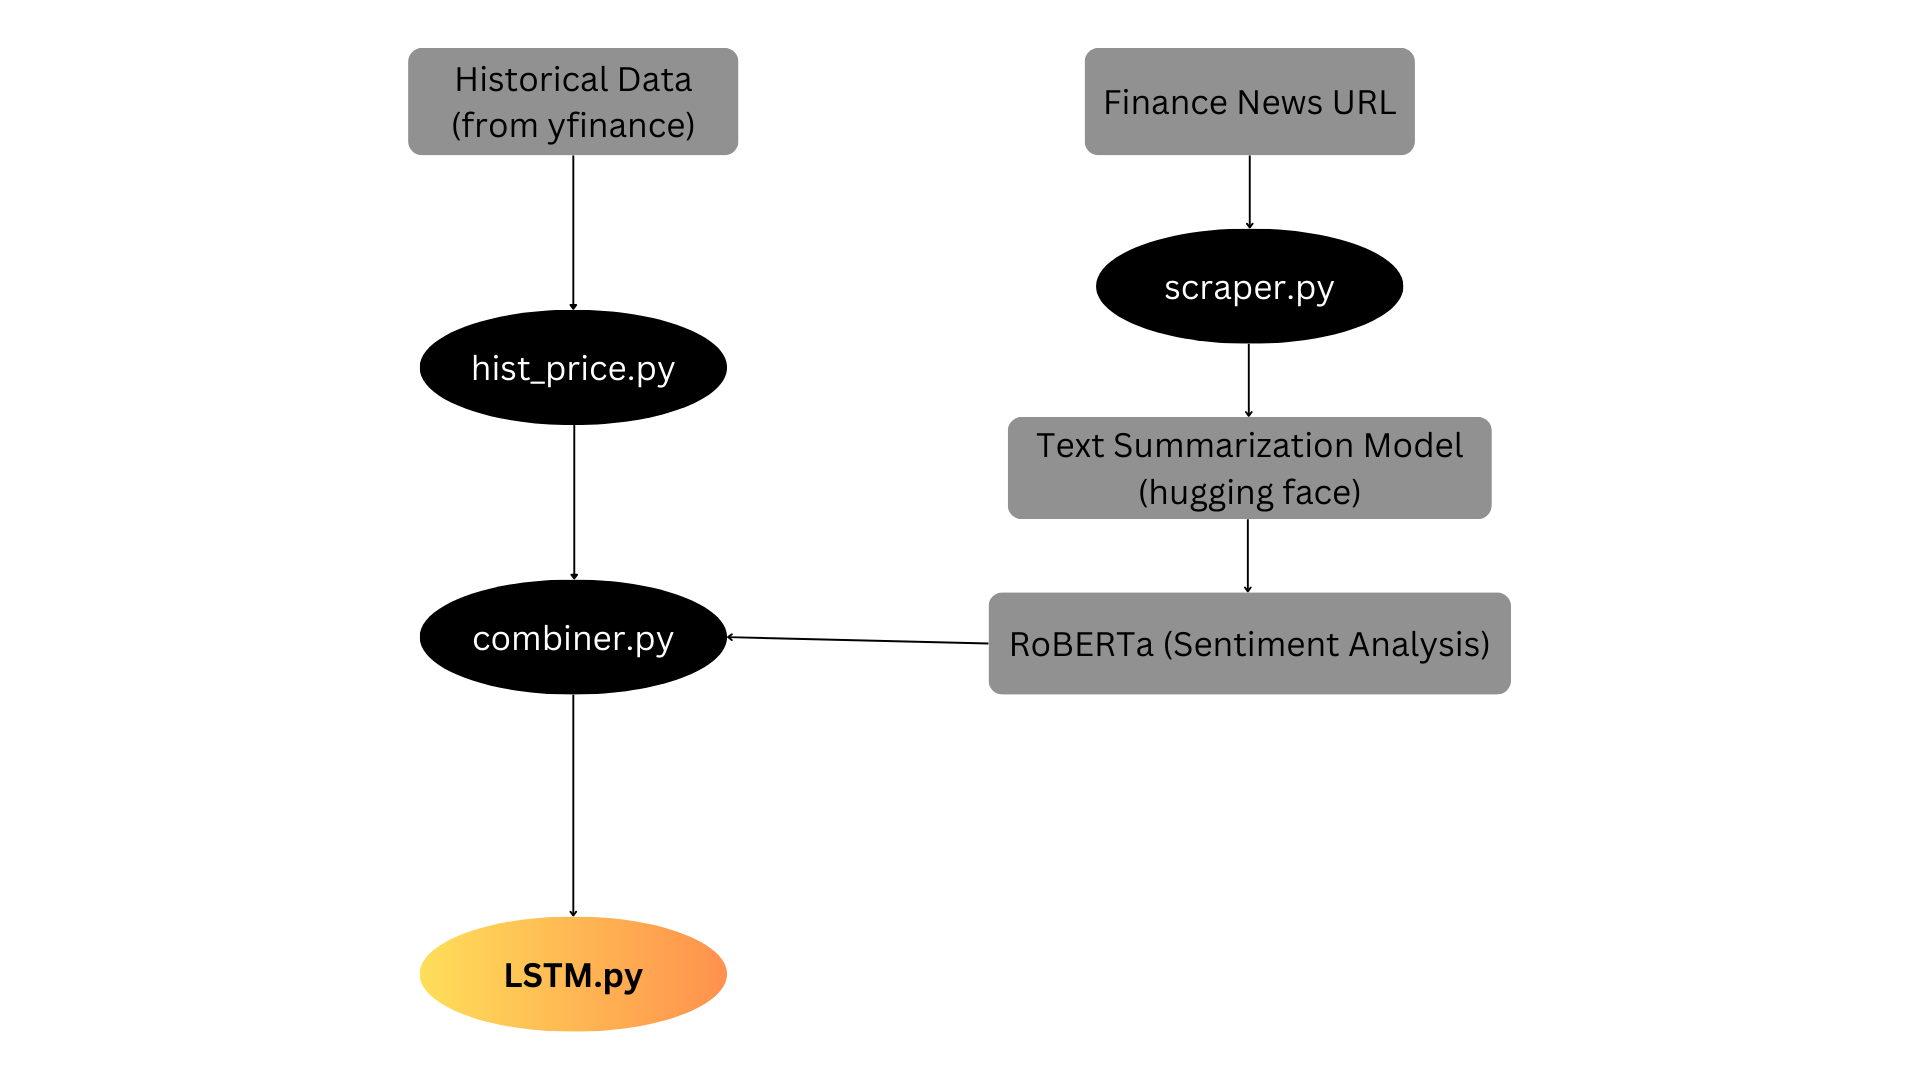 Historical Data
(from yfinance)
Finance News URL
scraper.py
hist_price.py
Text Summarization Model
(hugging face)
combiner.py
RoBERTa (Sentiment Analysis)
LSTM.py